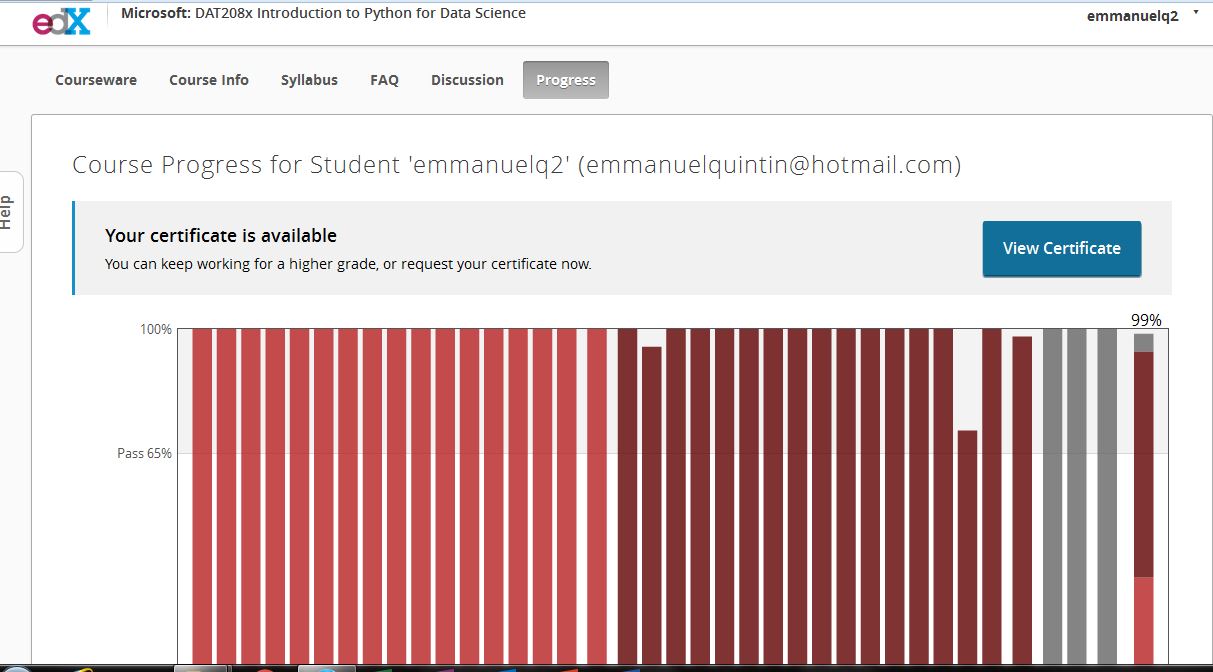 edX
Microsoft: DAT208x Introduction to Python for Data Science
emmanuelq2
Courseware
Course Info
Syllabus
FAQ
Discussion
Progress
Help
Course Progress for Student 'emmanuelq2' (emmanuelquintin@hotmail.com)
Your certificate is available
You can keep working for a higher grade, or request your certificate now.
View Certificate
99%
100%
Pass 65%